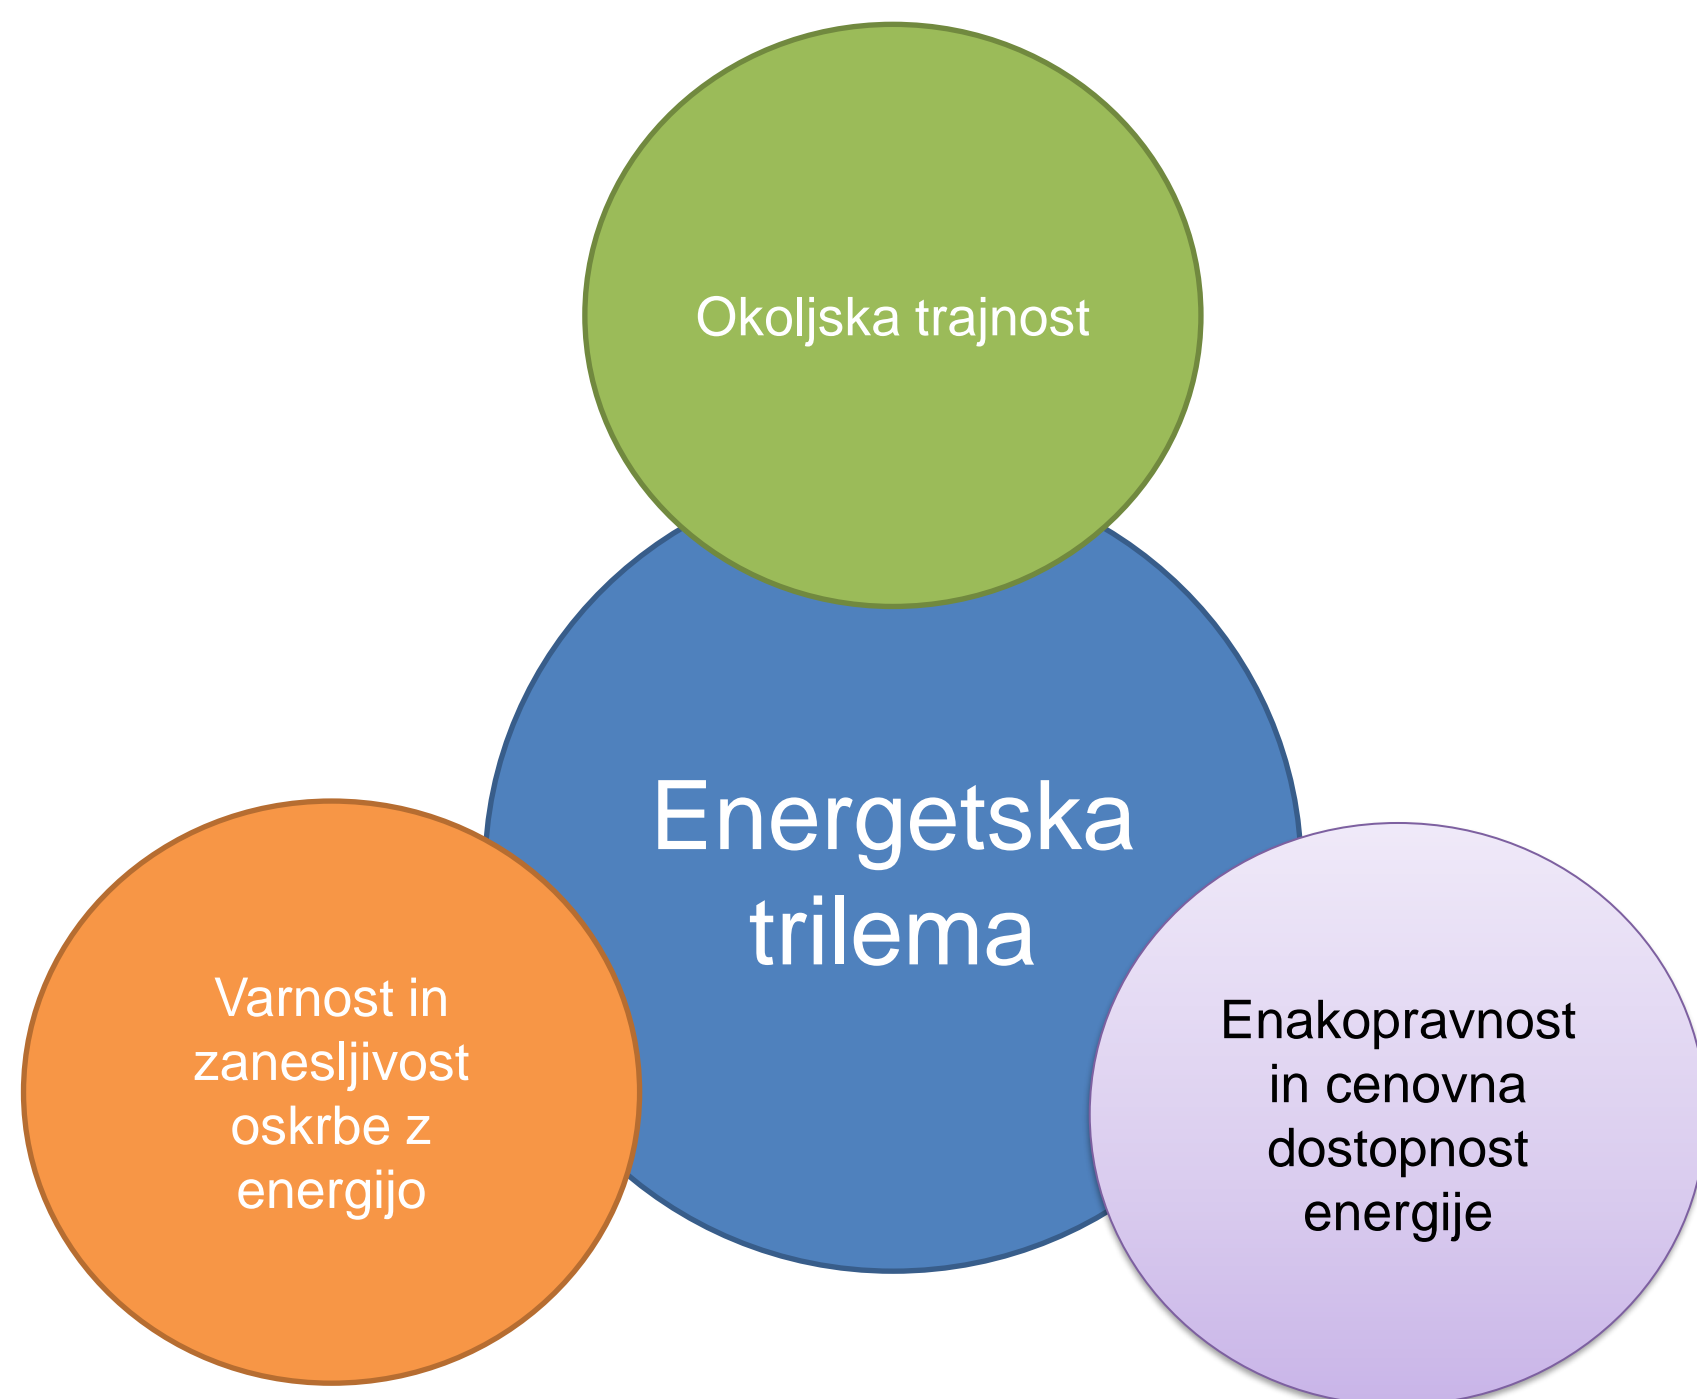 Okoljska trajnost
Energetska
trilema
Varnost in
zanesljivost
oskrbe z
energijo
Enakopravnost
in cenovna
dostopnost
energije